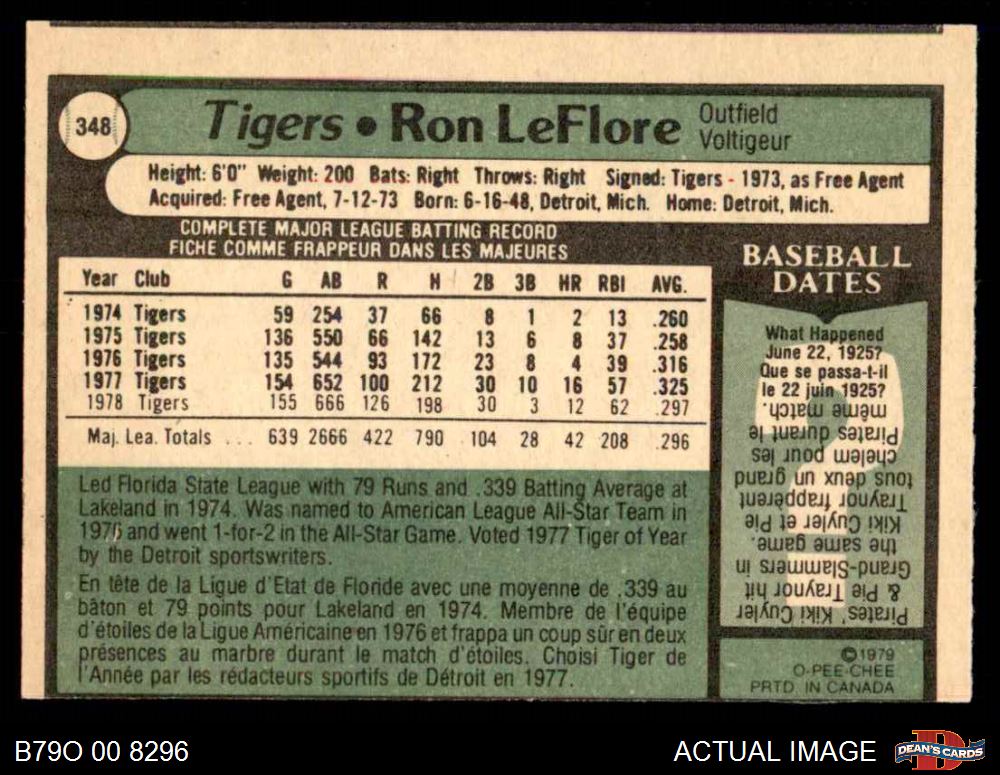 348
Tigers • Ron LeFlore
Outfield
Voltigeur
Height: 6'0" Weight: 200 Bats: Right Throws: Right Signed: Tigers - 1973, as Free Agent
Acquired: Free Agent, 7-12-73 Born: 6-16-48, Detroit, Mich. Home: Detroit, Mich.
COMPLETE MAJOR LEAGUE BATTING RECORD
FICHE COMME FRAPPEUR DANS LES MAJEURES
Year Club G AB R H 2B 3B HR RBI AVG.
1974 Tigers 59 254 37 66 8 1 2 13 .260
1975 Tigers 136 550 66 142 13 6 8 37 .258
1976 Tigers 135 544 93 172 23 8 4 39 .316
1977 Tigers 154 652 100 212 30 10 16 57 .325
1978 Tigers 155 666 126 198 30 3 12 62 .297
Maj. Lea. Totals ... 639 2666 422 790 104 28 42 208 .296
Led Florida State League with 79 Runs and .339 Batting Average at
Lakeland in 1974. Was named to American League All-Star Team in
1976 and went 1-for-2 in the All-Star Game. Voted 1977 Tiger of Year
by the Detroit sportswriters.
En tête de la Ligue d'Etat de Floride avec une moyenne de .339 au
bâton et 79 points pour Lakeland en 1974. Membre de l'équipe
d'étoiles de la Ligue Américaine en 1976 et frappa un coup sûr en deux
présences au marbre durant le match d'étoiles. Choisi Tiger de
l'Année par les rédacteurs sportifs de Détroit en 1977.
BASEBALL
DATES
What Happened
June 22, 1925?
Que se passa-t-il
le 22 juin 1925?
Pirates' Kiki Cuyler
& Pie Traynor hit
Grand-Slammers in
the same game.
Kiki Cuyler et Pie
Traynor frappèrent
tous deux un grand
chelem pour les
Pirates durant le
même match.
©1979
O-PEE-CHEE
PRTD. IN CANADA
B79O 00 8296
ACTUAL IMAGE
DEAN'S CARDS